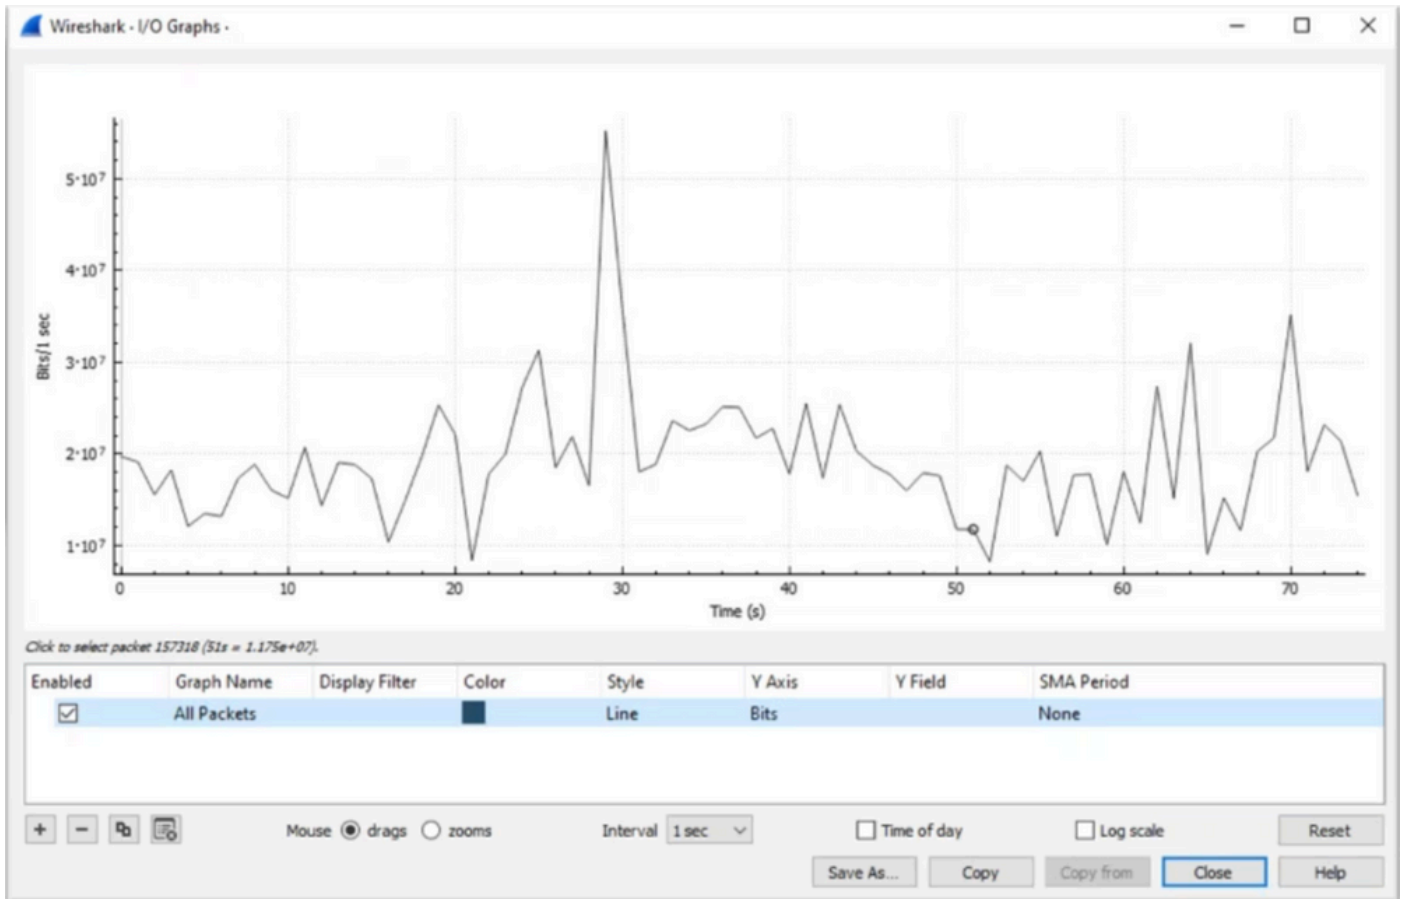 Wireshark · I/O Graphs ·
5·10⁷
4·10⁷
3·10⁷
2·10⁷
1·10⁷
Bits/1 sec
0 10 20 30 40 50 60 70
Time (s)
Click to select packet 157318 (51s = 1.175e+07).
Enabled Graph Name Display Filter Color Style Y Axis Y Field SMA Period
All Packets Line Bits None
Mouse drags zooms Interval 1 sec Time of day Log scale Reset
Save As... Copy Copy from Close Help